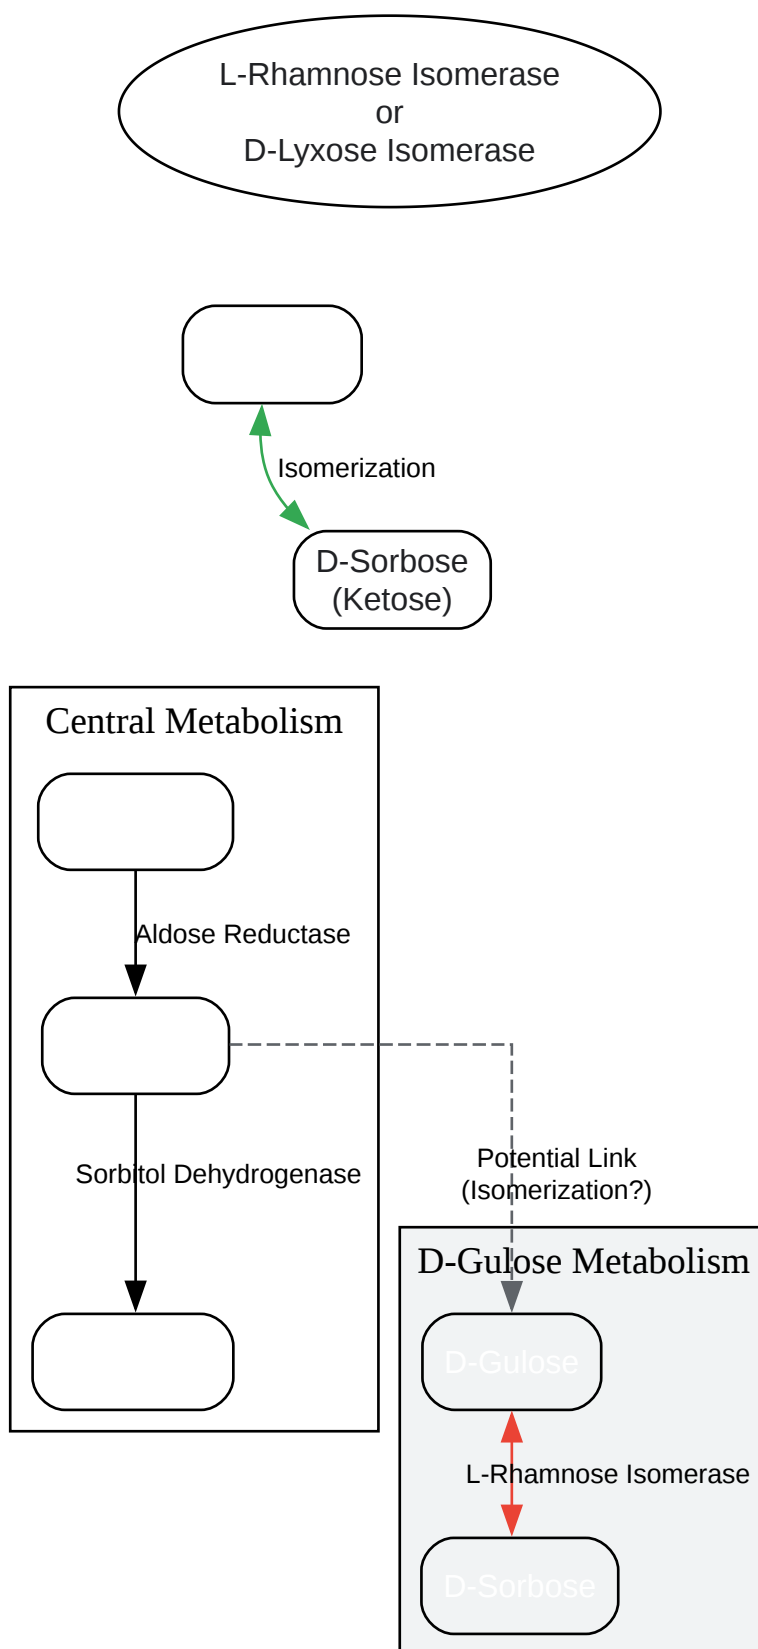 L-Rhamnose Isomerase
or
D-Lyxose Isomerase
Isomerization
D-Sorbose
(Ketose)
Central Metabolism
Aldose Reductase
Sorbitol Dehydrogenase
Potential Link
(Isomerization?)
D-Gulose Metabolism
D-Gulose
L-Rhamnose Isomerase
D-Sorbose